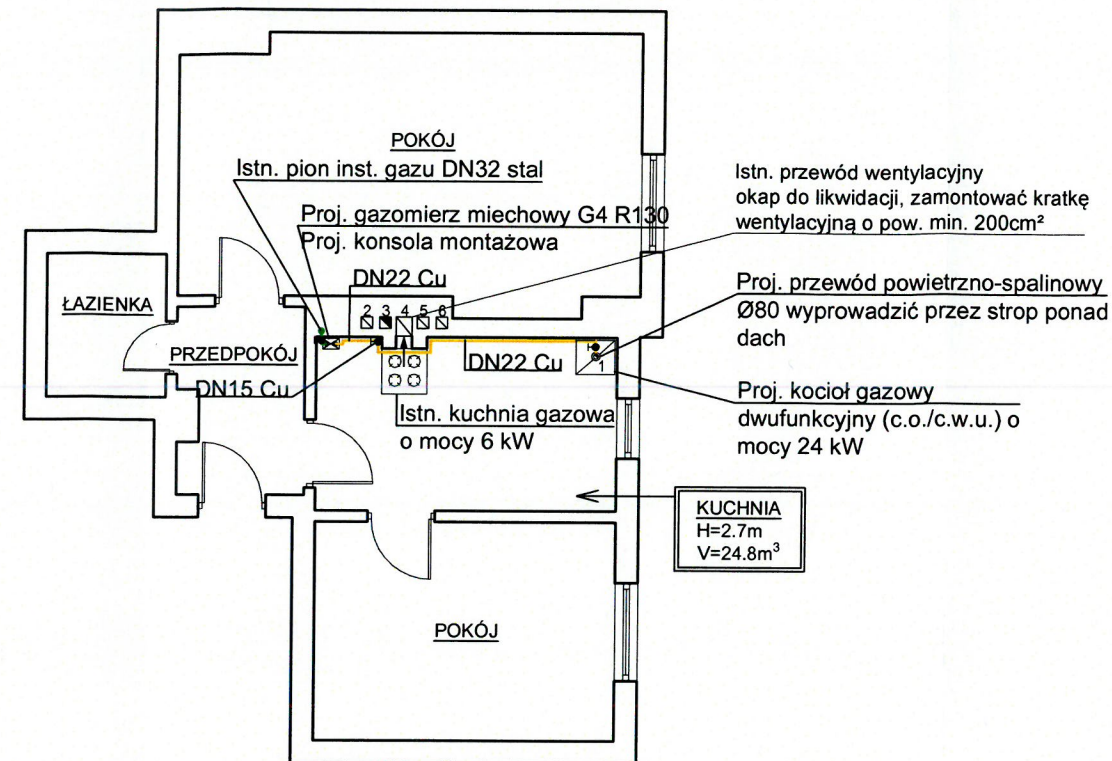 POKÓJ
Istn. pion inst. gazu DN32 stal
Proj. gazomierz miechowy G4 R130
Proj. konsola montażowa
DN22 Cu
Istn. przewód wentylacyjny
okap do likwidacji, zamontować kratkę
wentylacyjną o pow. min. 200cm²
Proj. przewód powietrzno-spalinowy
Ø80 wyprowadzić przez strop ponad
dach
ŁAZIENKA
2 3 4 5 6
PRZEDPOKÓJ
DN15 Cu
DN22 Cu
1
Istn. kuchnia gazowa
o mocy 6 kW
Proj. kocioł gazowy
dwufunkcyjny (c.o./c.w.u.) o
mocy 24 kW
KUCHNIA
H=2.7m
V=24.8m³
POKÓJ